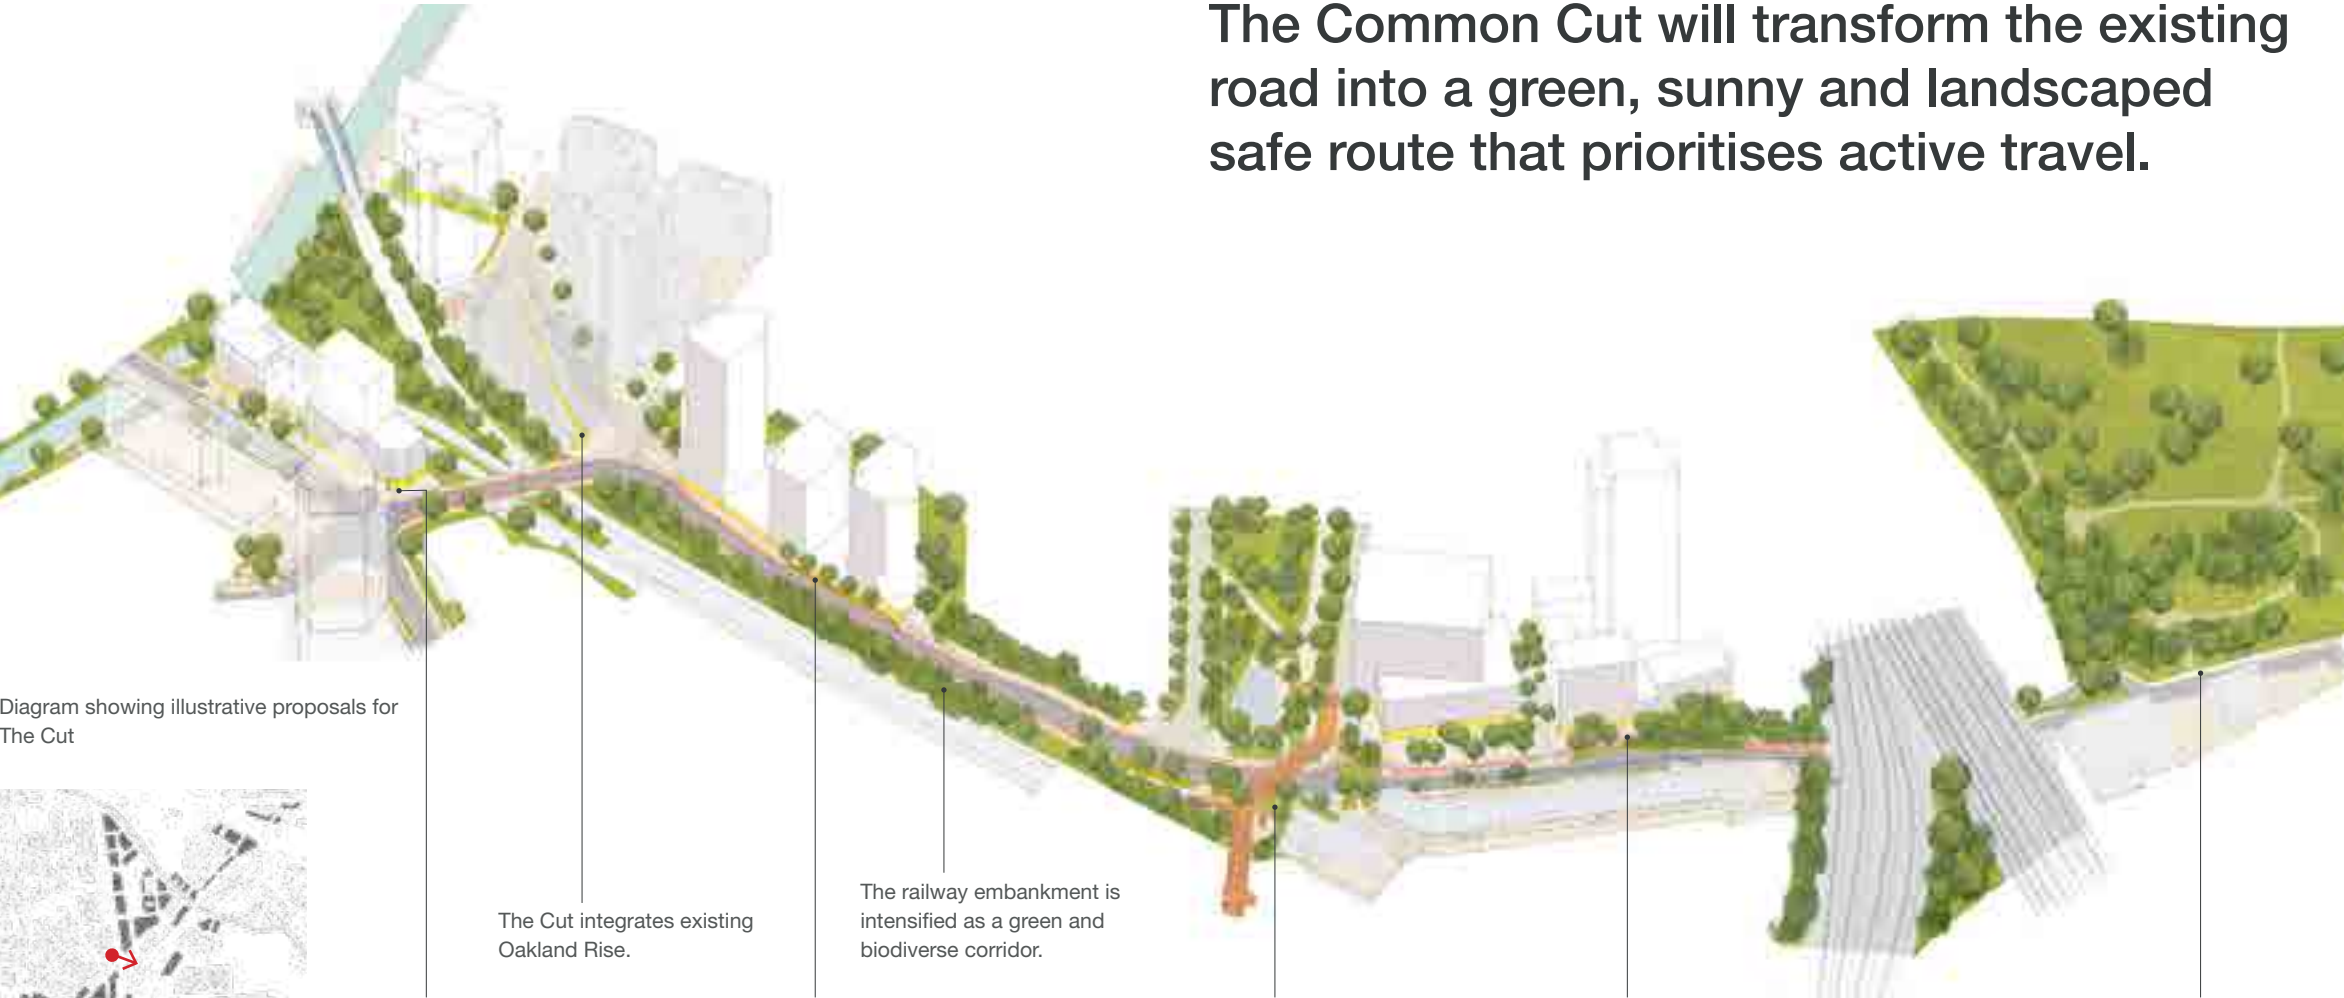 The Common Cut will transform the existing
road into a green, sunny and landscaped
safe route that prioritises active travel.
Diagram showing illustrative proposals for
The Cut
The Cut integrates existing
Oakland Rise.
The railway embankment is
intensified as a green and
biodiverse corridor.